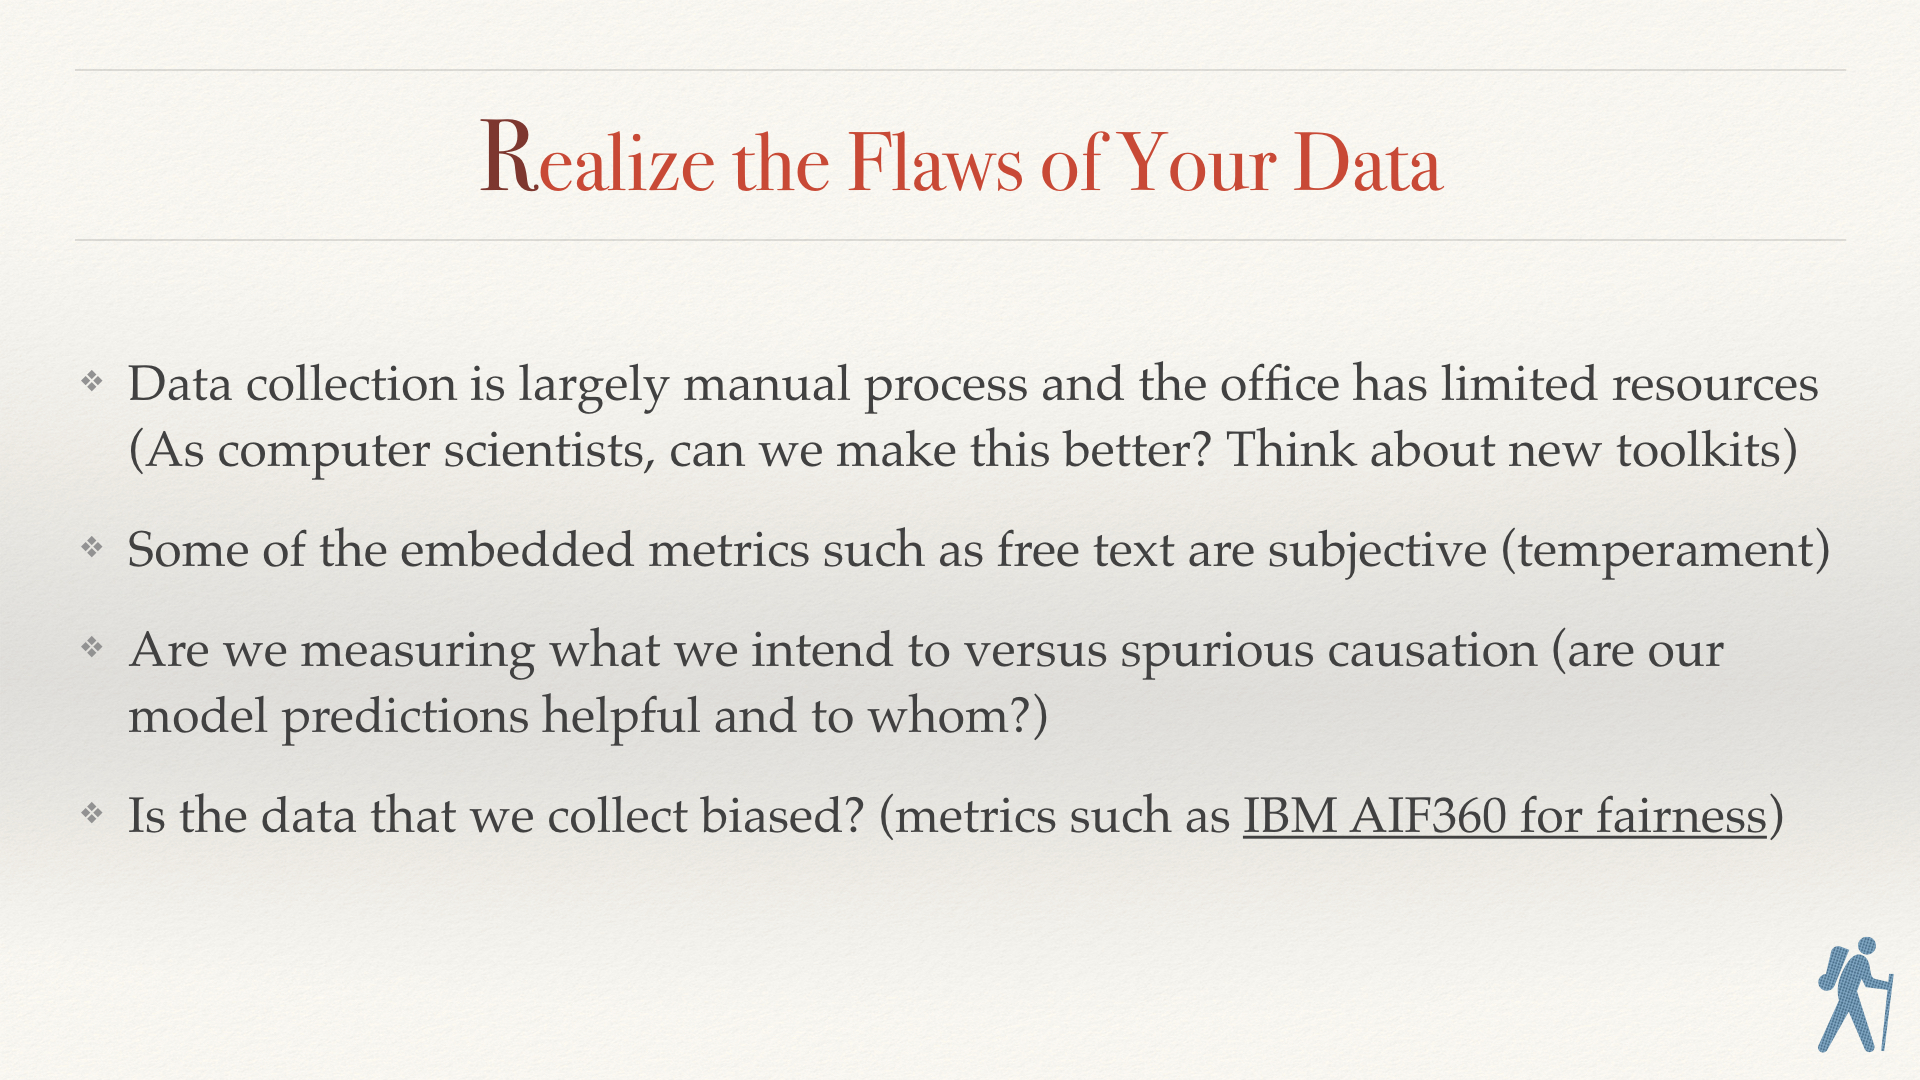 Realize the Flaws of Your Data
❖ Data collection is largely manual process and the office has limited resources
(As computer scientists, can we make this better? Think about new toolkits)
❖ Some of the embedded metrics such as free text are subjective (temperament)
❖ Are we measuring what we intend to versus spurious causation (are our
model predictions helpful and to whom?)
❖ Is the data that we collect biased? (metrics such as IBM AIF360 for fairness)